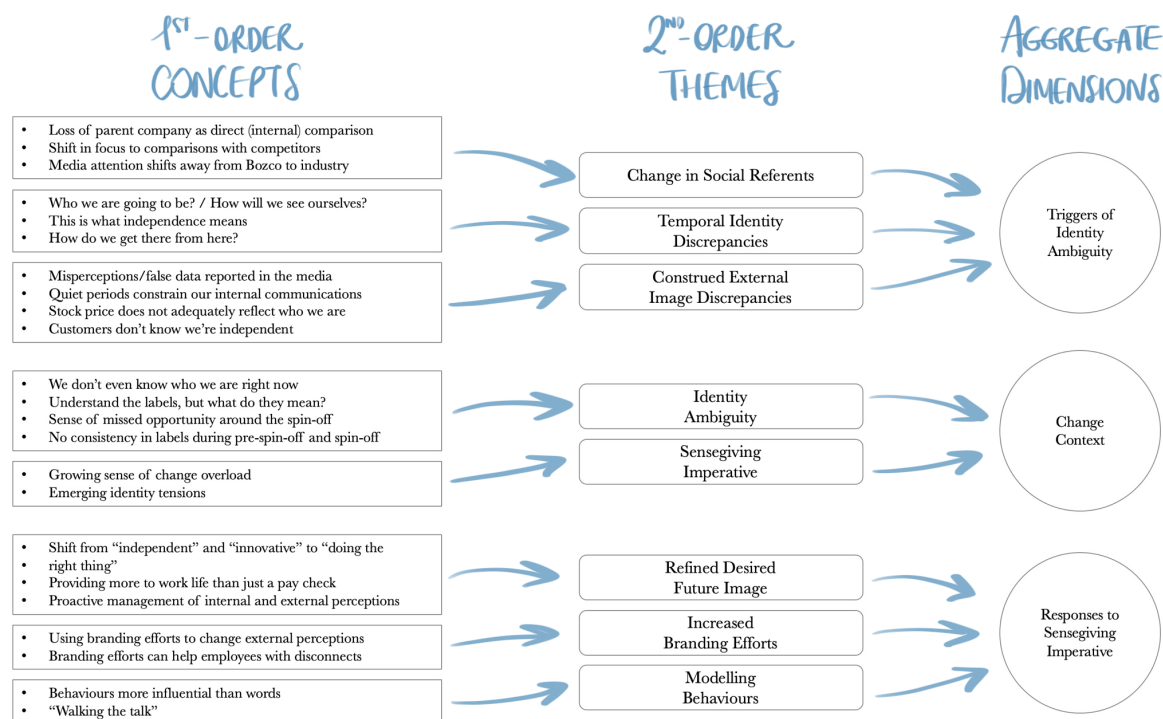 1ST-ORDER
CONCEPTS
2ND-ORDER
THEMES
AGGREGATE
DIMENSIONS
• Loss of parent company as direct (internal) comparison
• Shift in focus to comparisons with competitors
• Media attention shifts away from Bozco to industry
Change in Social Referents
• Who we are going to be? / How will we see ourselves?
• This is what independence means
• How do we get there from here?
Temporal Identity
Discrepancies
• Misperceptions/false data reported in the media
• Quiet periods constrain our internal communications
• Stock price does not adequately reflect who we are
• Customers don’t know we’re independent
Construed External
Image Discrepancies
Triggers of
Identity
Ambiguity
• We don’t even know who we are right now
• Understand the labels, but what do they mean?
• Sense of missed opportunity around the spin-off
• No consistency in labels during pre-spin-off and spin-off
Identity
Ambiguity
• Growing sense of change overload
• Emerging identity tensions
Sensegiving
Imperative
Change
Context
• Shift from “independent” and “innovative” to “doing the
• right thing”
• Providing more to work life than just a pay check
• Proactive management of internal and external perceptions
Refined Desired
Future Image
• Using branding efforts to change external perceptions
• Branding efforts can help employees with disconnects
Increased
Branding Efforts
• Behaviours more influential than words
• “Walking the talk”
Modelling
Behaviours
Responses to
Sensegiving
Imperative